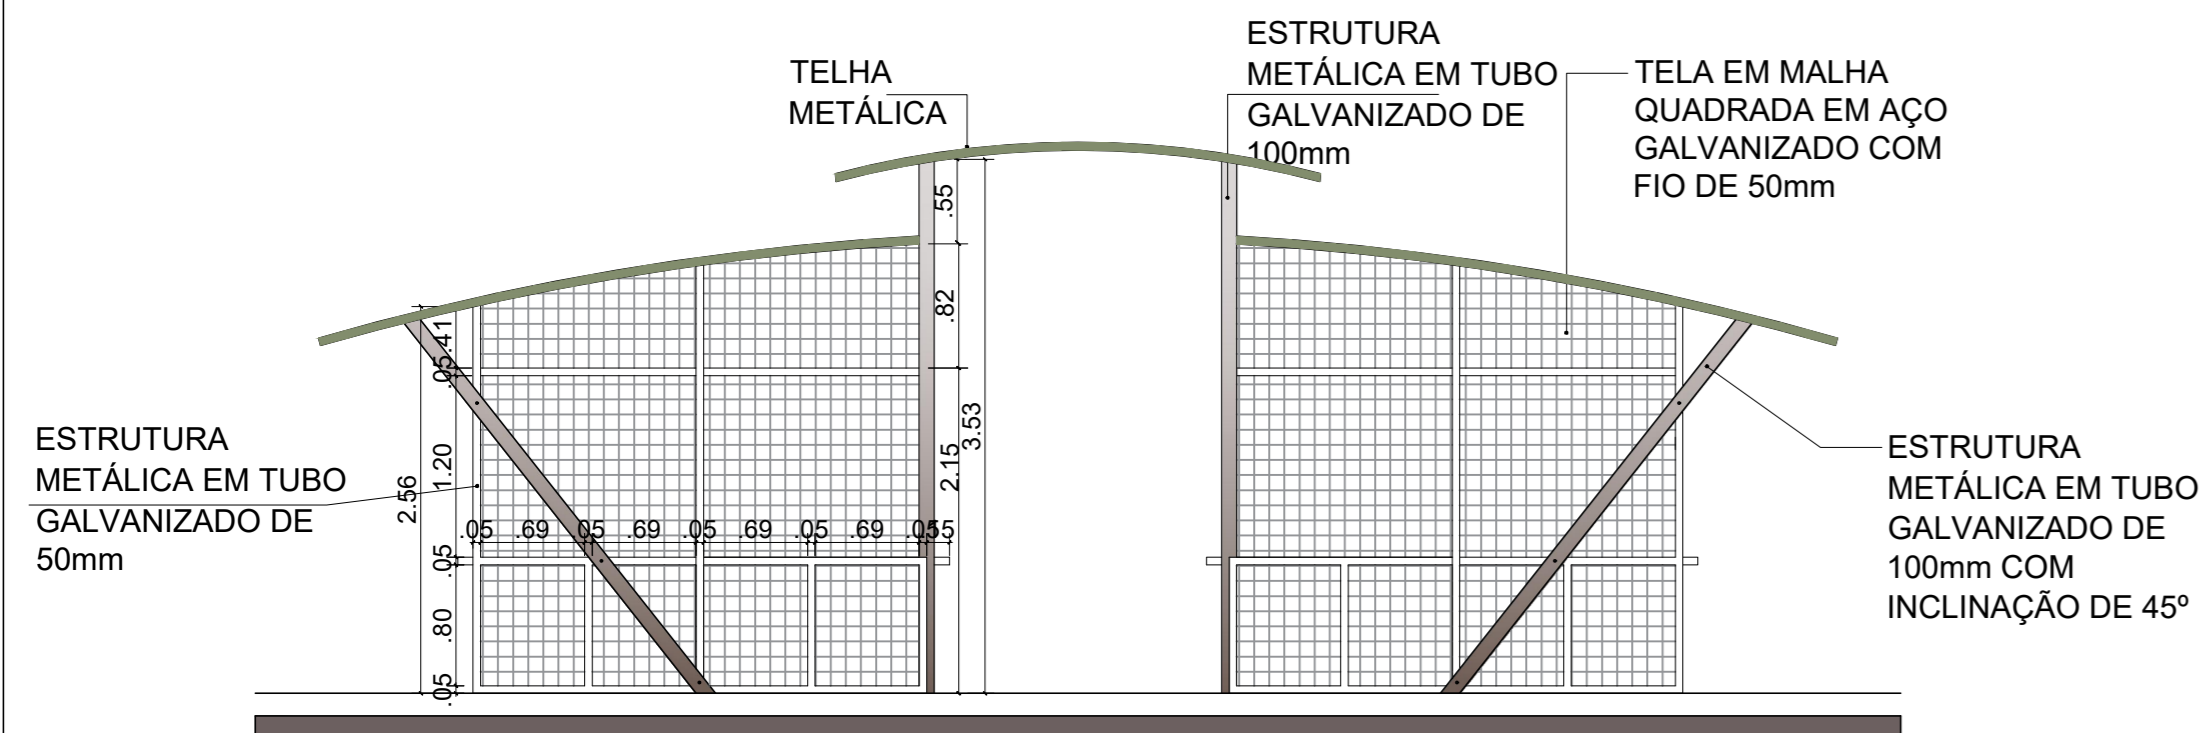 TELHA
METÁLICA
ESTRUTURA
METÁLICA EM TUBO
GALVANIZADO DE
100mm
TELA EM MALHA
QUADRADA EM AÇO
GALVANIZADO COM
FIO DE 50mm
ESTRUTURA
METÁLICA EM TUBO
GALVANIZADO DE
50mm
ESTRUTURA
METÁLICA EM TUBO
GALVANIZADO DE
100mm COM
INCLINAÇÃO DE 45º
.55
.82
2.15
3.53
.41
.05
1.20
2.56
.05
.80
.05
.05 .69 .05 .69 .05 .69 .05 .69